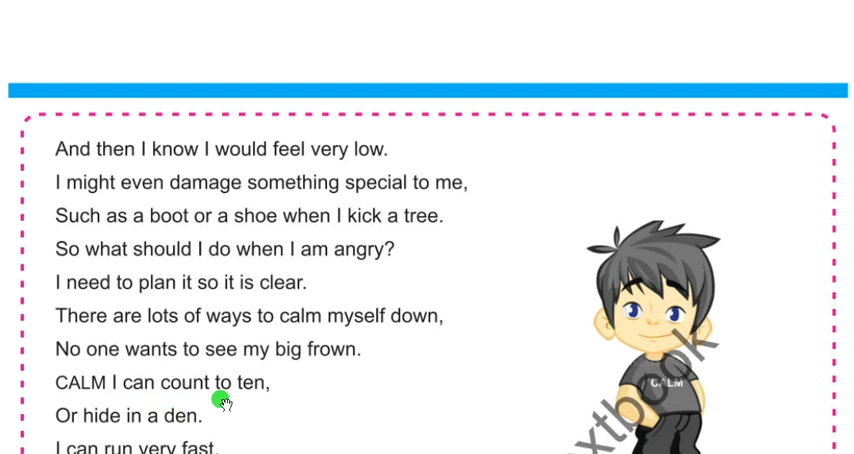 And then I know I would feel very low.
I might even damage something special to me,
Such as a boot or a shoe when I kick a tree.
So what should I do when I am angry?
I need to plan it so it is clear.
There are lots of ways to calm myself down,
No one wants to see my big frown.
CALM I can count to ten,
Or hide in a den.
I can run very fast.
CALM